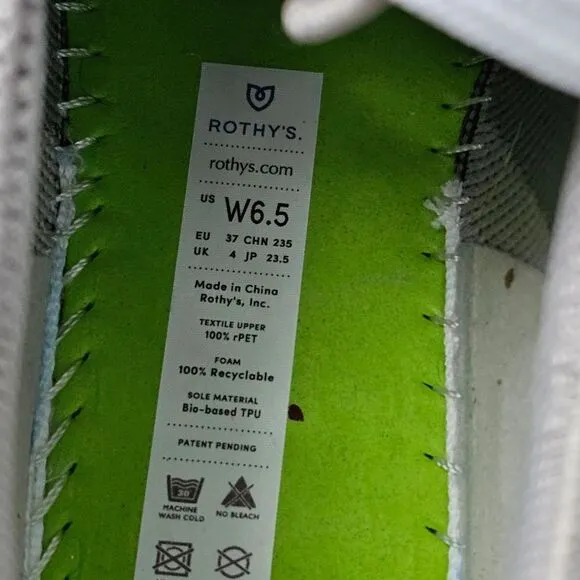 ROTHY'S.
rothys.com
US W6.5
EU 37 CHN 235
UK 4 JP 23.5
Made in China
Rothy's, Inc.
TEXTILE UPPER
100% rPET
FOAM
100% Recyclable
SOLE MATERIAL
Bio-based TPU
PATENT PENDING
30
MACHINE WASH COLD
NO BLEACH